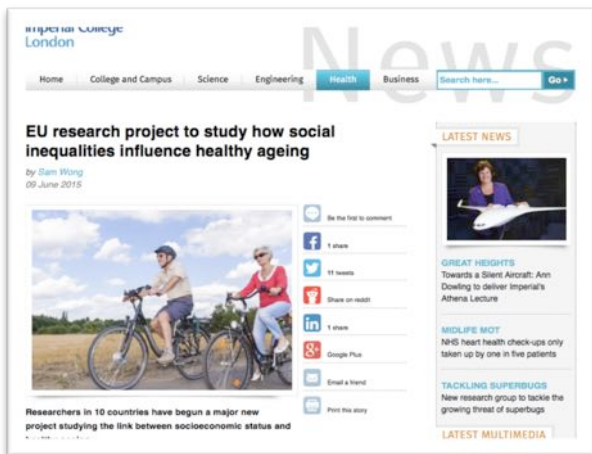 Imperial College
London
News
Home College and Campus Science Engineering Health Business Search here... Go
EU research project to study how social
inequalities influence healthy ageing
by Sam Wong
09 June 2015
Be the first to comment
1 share
11 tweets
Share on reddit
1 share
Google Plus
Email a friend
Print this story
Researchers in 10 countries have begun a major new
project studying the link between socioeconomic status and
LATEST NEWS
GREAT HEIGHTS
Towards a Silent Aircraft: Ann
Dowling to deliver Imperial's
Athena Lecture
MIDLIFE MOT
NHS heart health check-ups only
taken up by one in five patients
TACKLING SUPERBUGS
New research group to tackle the
growing threat of superbugs
LATEST MULTIMEDIA